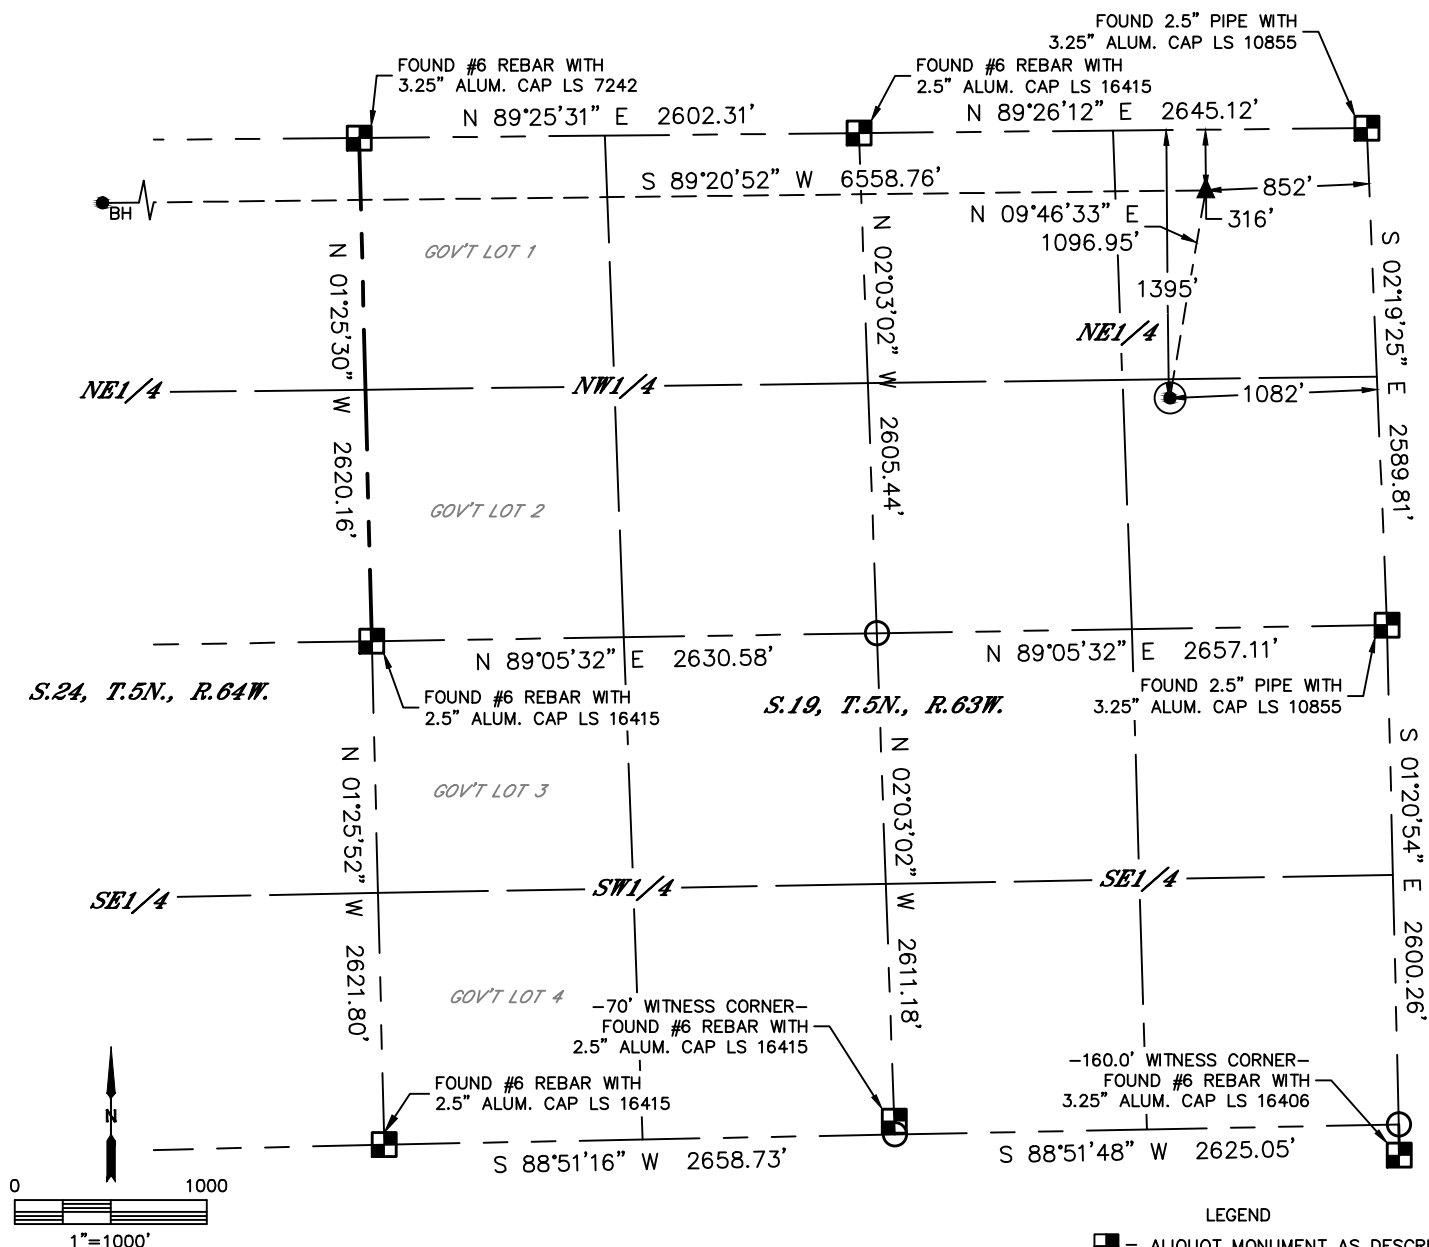 FOUND 2.5" PIPE WITH
3.25" ALUM. CAP LS 10855
FOUND #6 REBAR WITH
3.25" ALUM. CAP LS 7242
FOUND #6 REBAR WITH
2.5" ALUM. CAP LS 16415
N 89°25'31" E 2602.31'
N 89°26'12" E 2645.12'
S 89°20'52" W 6558.76'
852'
BH
N 09°46'33" E
1096.95'
316'
GOV'T LOT 1
N 01°25'30" W 2620.16'
N 02°03'02" W 2605.44'
1395'
S 02°19'25" E 2589.81'
NE1/4
NE1/4
NW1/4
1082'
GOV'T LOT 2
N 89°05'32" E 2630.58'
N 89°05'32" E 2657.11'
S.24, T.5N., R.64W.
FOUND #6 REBAR WITH
2.5" ALUM. CAP LS 16415
S.19, T.5N., R.63W.
FOUND 2.5" PIPE WITH
3.25" ALUM. CAP LS 10855
N 01°25'52" W 2621.80'
GOV'T LOT 3
N 02°03'02" W 2611.18'
S 01°20'54" E 2600.26'
SE1/4
SW1/4
SE1/4
GOV'T LOT 4
-70' WITNESS CORNER-
FOUND #6 REBAR WITH
2.5" ALUM. CAP LS 16415
-160.0' WITNESS CORNER-
FOUND #6 REBAR WITH
3.25" ALUM. CAP LS 16406
FOUND #6 REBAR WITH
2.5" ALUM. CAP LS 16415
N
S 88°51'16" W 2658.73'
S 88°51'48" W 2625.05'
0 1000
1"=1000'
LEGEND
= ALIQUOT MONUMENT AS DESCRI